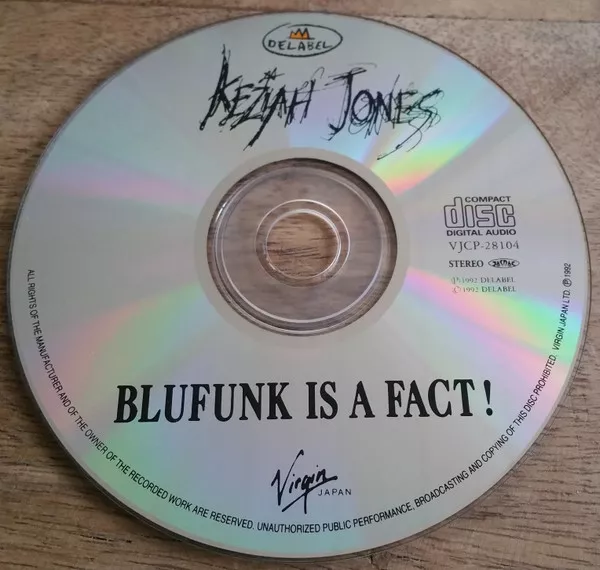 DELABEL
KEZIAH JONES
COMPACT
disc
DIGITAL AUDIO
VJCP-28104
STEREO
Ⓟ1992 DELABEL
©1992 DELABEL
BLUFUNK IS A FACT!
Virgin
JAPAN
ALL RIGHTS OF THE MANUFACTURER AND OF THE OWNER OF THE RECORDED WORK ARE RESERVED. UNAUTHORIZED PUBLIC PERFORMANCE, BROADCASTING AND COPYING OF THIS DISC PROHIBITED. VIRGIN JAPAN LTD. Ⓟ 1992